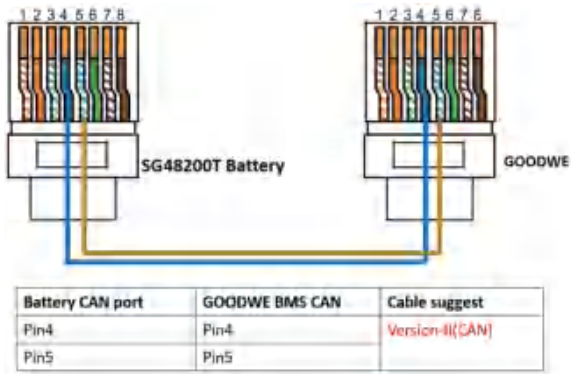 1 2 3 4 5 6 7 8
1 2 3 4 5 6 7 8
SG48200T Battery
GOODWE
Battery CAN port GOODWE BMS CAN Cable suggest
Pin4 Pin4 Version-II(CAN)
Pin5 Pin5